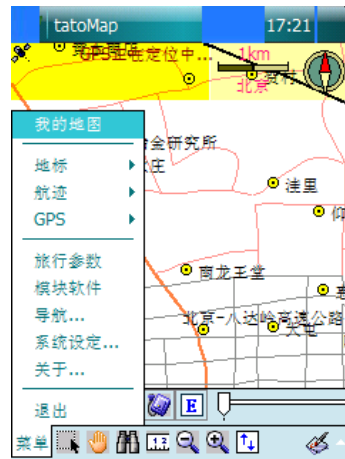 tatoMap 17:21
GPS正在定位中... 1km
北京
我的地图
冶金研究所
地标
洼里
航迹
GPS
旅行参数
龙王堂
模块软件
导航...
北京-八达岭高速公路
系统设定...
大屯
关于...
退出
E
菜单
1.2